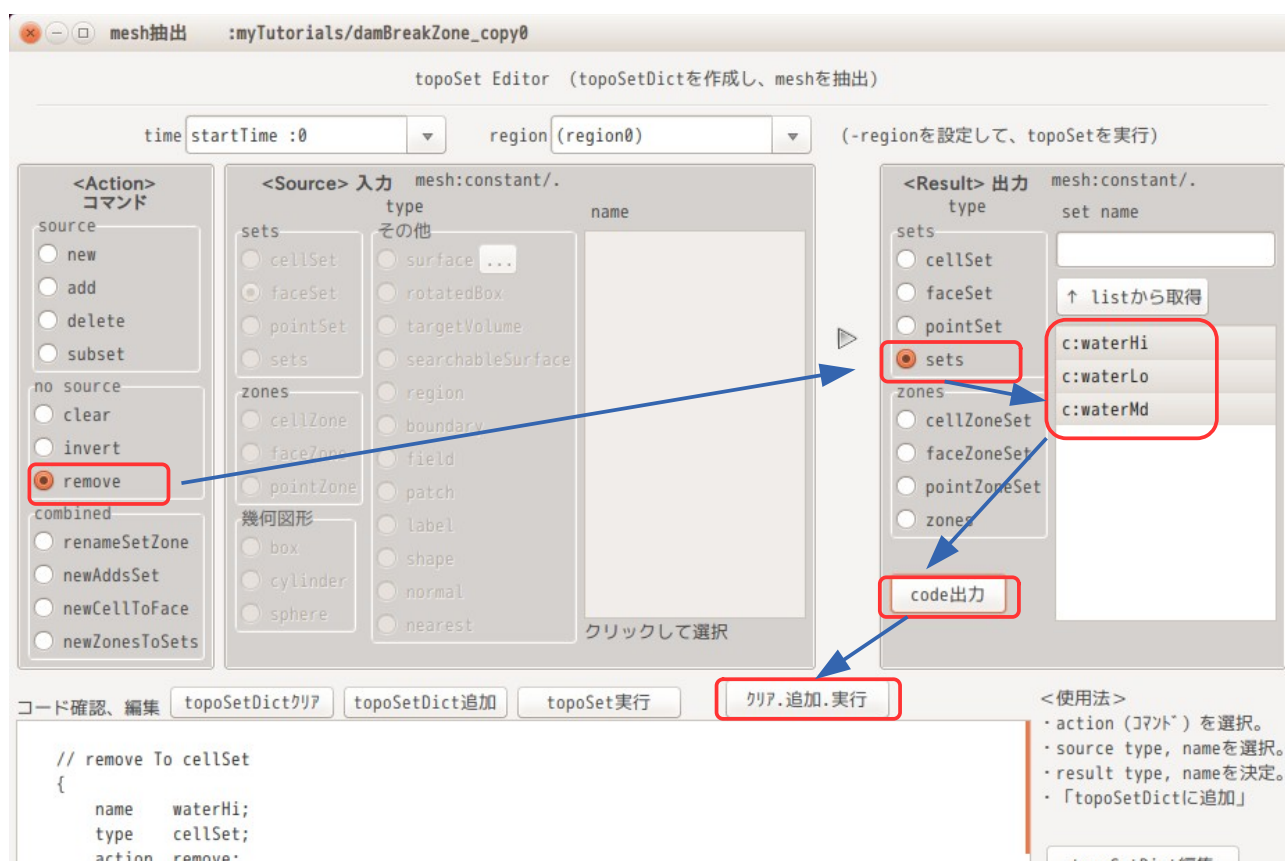 mesh抽出 :myTutorials/damBreakZone_copy0
topoSet Editor (topoSetDictを作成し、meshを抽出)
time startTime :0 region (region0) (-regionを設定して、topoSetを実行)
<Action>
コマンド
source
new
add
delete
subset
no source
clear
invert
remove
combined
renameSetZone
newAddsSet
newCellToFace
newZonesToSets
<Source> 入力 mesh:constant/.
type
name
sets
cellSet
faceSet
pointSet
sets
zones
cellZone
faceZone
pointZone
幾何図形
box
cylinder
sphere
その他
surface ...
rotatedBox
targetVolume
searchableSurface
region
boundary
field
patch
label
shape
normal
nearest
クリックして選択
<Result> 出力 mesh:constant/.
type
set name
sets
cellSet
faceSet
pointSet
sets
zones
cellZoneSet
faceZoneSet
pointZoneSet
zones
code出力
↑ listから取得
c:waterHi
c:waterLo
c:waterMd
コード確認、編集 topoSetDictｸﾘｱ topoSetDict追加 topoSet実行 ｸﾘｱ.追加.実行
// remove To cellSet
{
name waterHi;
type cellSet;
action remove;
<使用法>
・action (ｺﾏﾝﾄﾞ) を選択。
・source type, nameを選択。
・result type, nameを決定。
・「topoSetDictに追加」